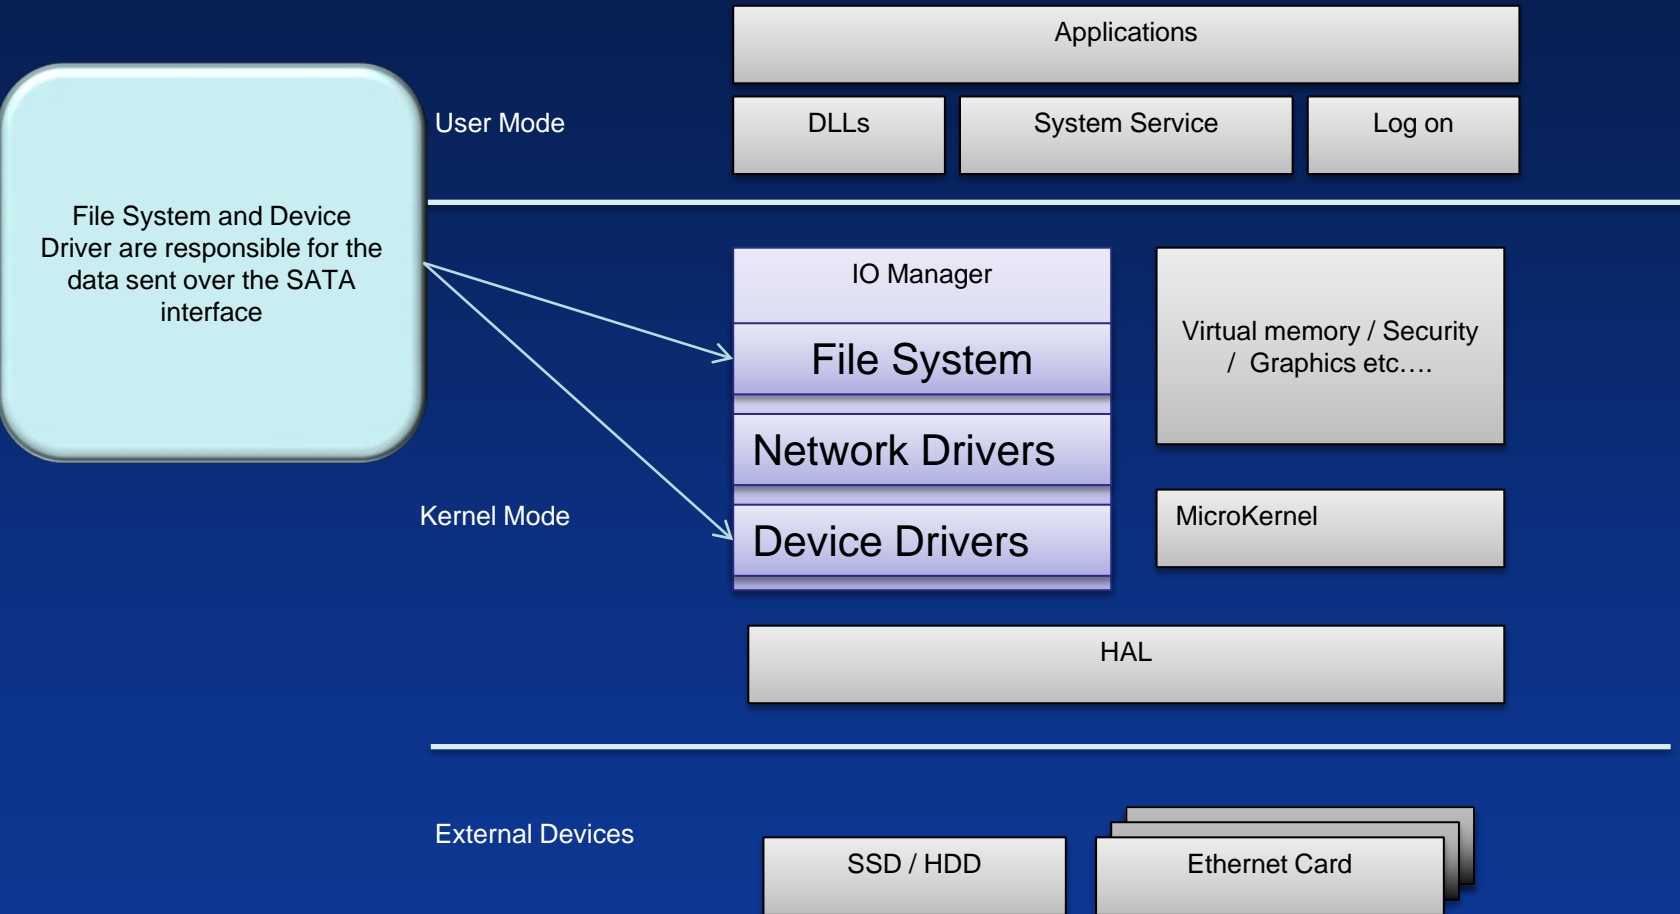 Applications
User Mode
DLLs
System Service
Log on
File System and Device
Driver are responsible for the
data sent over the SATA
interface
IO Manager
File System
Network Drivers
Device Drivers
Virtual memory / Security
/ Graphics etc….
Kernel Mode
MicroKernel
HAL
External Devices
SSD / HDD
Ethernet Card